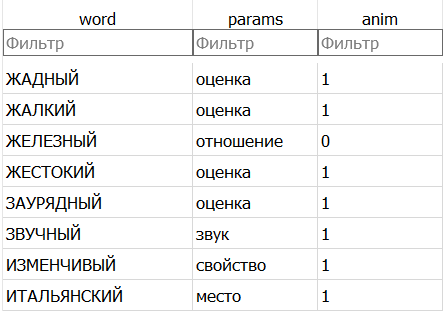 word params anim
Фильтр Фильтр Фильтр
ЖАДНЫЙ оценка 1
ЖАЛКИЙ оценка 1
ЖЕЛЕЗНЫЙ отношение 0
ЖЕСТОКИЙ оценка 1
ЗАУРЯДНЫЙ оценка 1
ЗВУЧНЫЙ звук 1
ИЗМЕНЧИВЫЙ свойство 1
ИТАЛЬЯНСКИЙ место 1